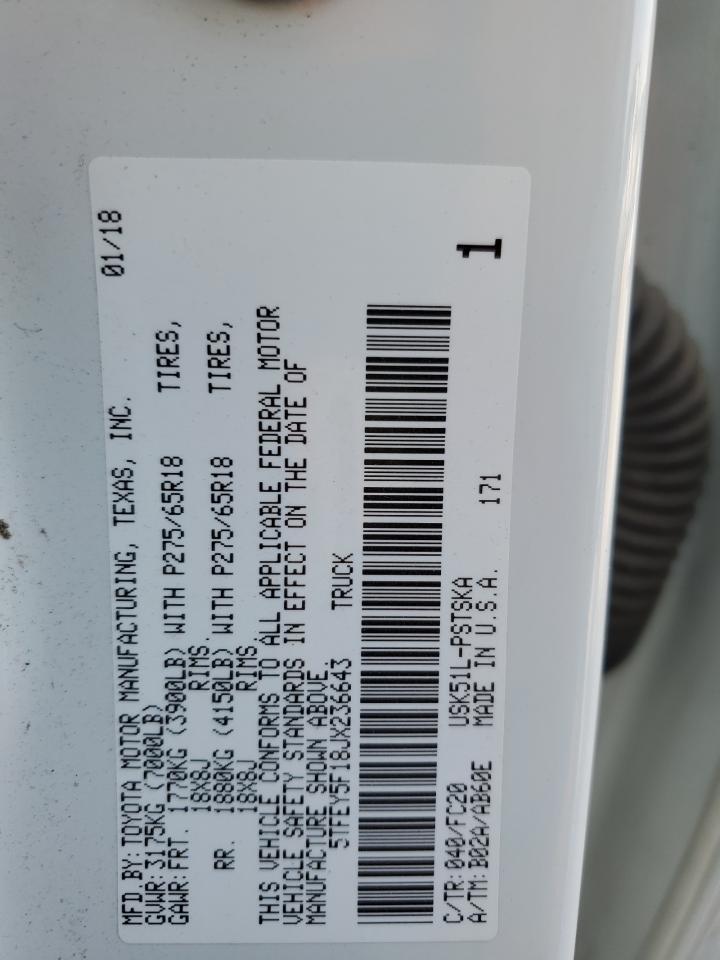 MFD. BY: TOYOTA MOTOR MANUFACTURING, TEXAS, INC. 01/18
GVWR: 3175KG (7000LB)
GAWR: FRT. 1770KG (3900LB) WITH P275/65R18 TIRES,
18X8J RIMS.
RR. 1880KG (4150LB) WITH P275/65R18 TIRES,
18X8J RIMS.
THIS VEHICLE CONFORMS TO ALL APPLICABLE FEDERAL MOTOR
VEHICLE SAFETY STANDARDS IN EFFECT ON THE DATE OF
MANUFACTURE SHOWN ABOVE.
5TFEY5F18JX236643 TRUCK
1
C/TR: 040/FC20 USK51L-PSTSKA
A/TM: B02A/AB60E MADE IN U.S.A. 171